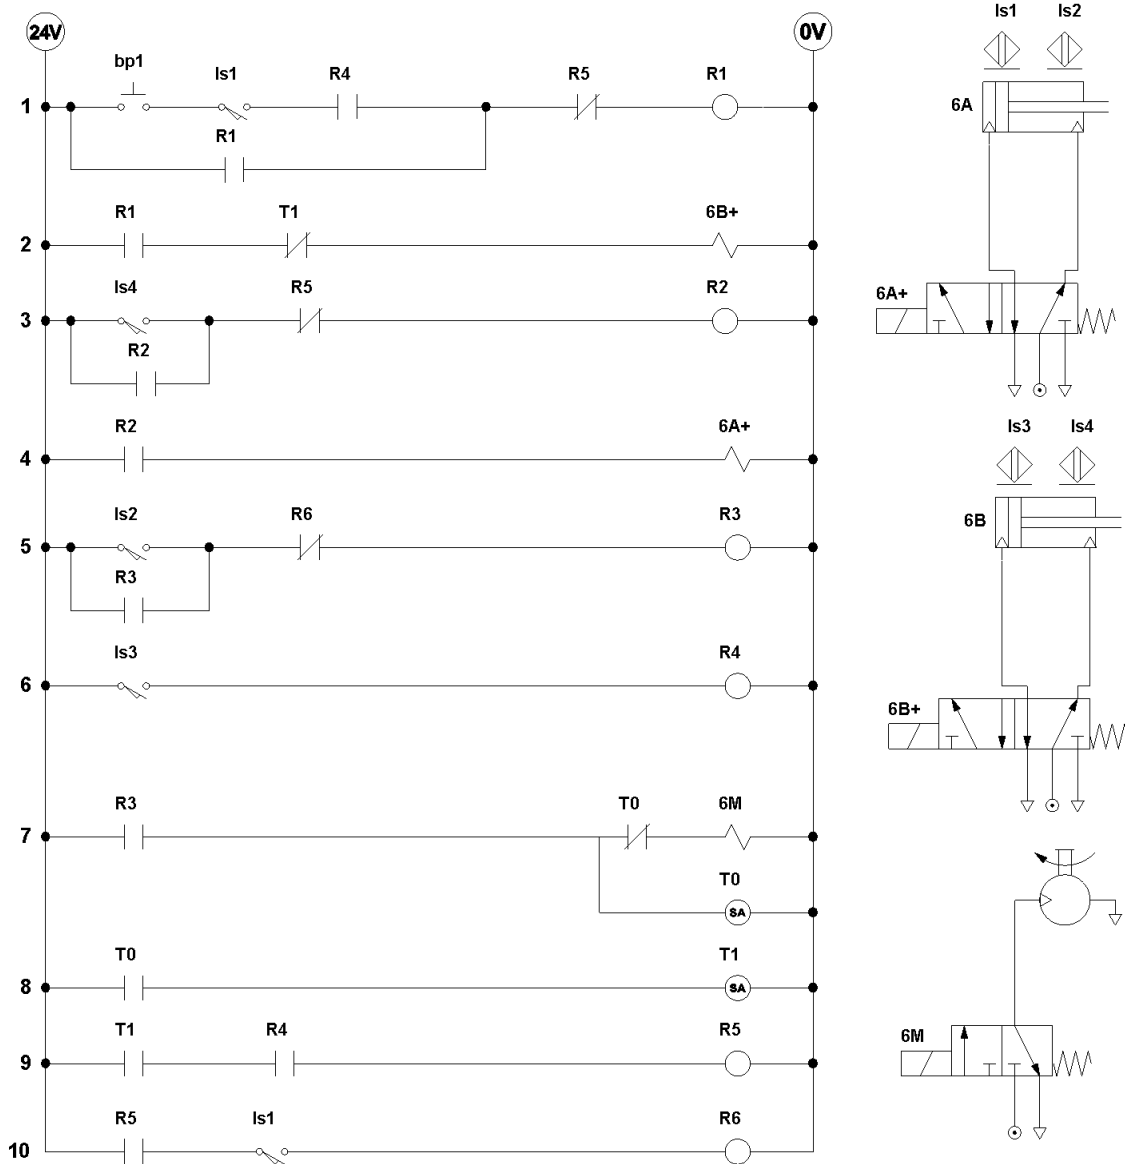 24V 0V
bp1 ls1 R4 R5 R1
1
R1
R1 T1 6B+
2
ls4 R5 R2
3
R2
R2 6A+
4
ls2 R6 R3
5
R3
ls3 R4
6
R3 T0 6M
7
T0
SA
T0 T1
8 SA
T1 R4 R5
9
R5 ls1 R6
10
ls1 ls2
6A
6A+
ls3 ls4
6B
6B+
6M